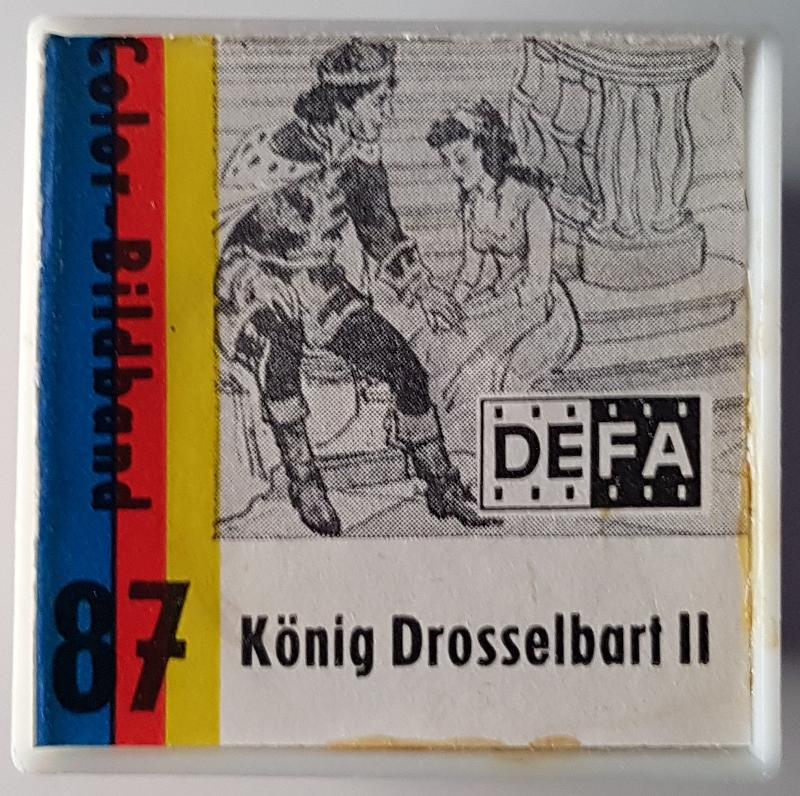 Color-Bildband
DEFA
87
König Drosselbart II